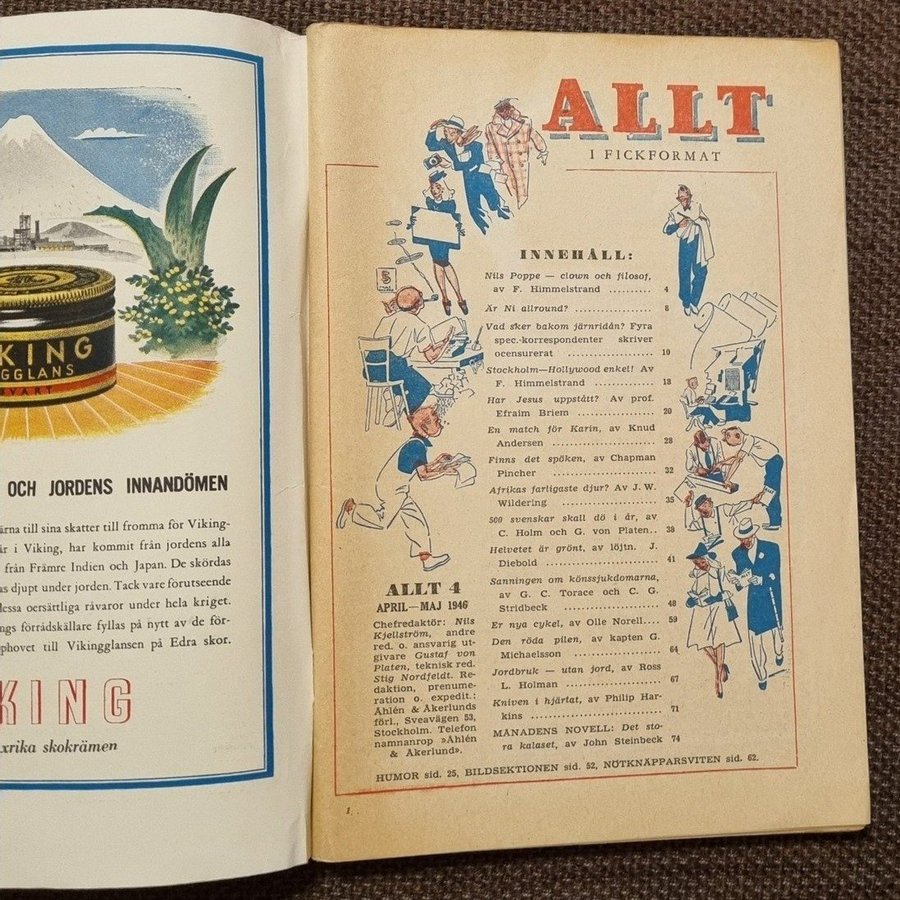 KING
GGLANS
SVART
OCH JORDENS INNANDÖMEN
ärna till sina skatter till fromma för Viking-
är i Viking, har kommit från jordens alla
från Främre Indien och Japan. De skördas
as djupt under jorden. Tack vare forutseende
dessa oersättliga råvaror under hela kriget.
ngs förrådskällare fyllas på nytt av de för-
phovet till Vikingglansen på Edra skor.
KING
axrika skokrämen
ALLT
I FICKFORMAT
INNEHÅLL:
Nils Poppe — clown och filosof,
av F. Himmelstrand .......... 4
Är Ni allround? .................. 8
Vad sker bakom järnridån? Fyra
spec.-korrespondenter skriver
ocensurerat .................. 10
Stockholm—Hollywood enkel! Av
F. Himmelstrand ............ 18
Har Jesus uppstått? Av prof.
Efraim Briem ................ 20
En match för Karin, av Knud
Andersen .................... 28
Finns det spöken, av Chapman
Pincher ...................... 32
Afrikas farligaste djur? Av J. W.
Wildering .................... 35
500 svenskar skall dö i år, av
C. Holm och G. von Platen.. 38
Helvetet är grönt, av löjtn. J.
Diebold ...................... 41
Sanningen om könssjukdomarna,
av G. C. Torace och C. G.
Stridbeck .................... 48
Er nya cykel, av Olle Norell.... 59
Den röda pilen, av kapten G.
Michaelsson .................. 64
Jordbruk — utan jord, av Ross
L. Holman .................. 67
Kniven i hjärtat, av Philip Har-
kins .......................... 71
MÅNADENS NOVELL: Det sto-
ra kalaset, av John Steinbeck 74
ALLT 4
APRIL—MAJ 1946
Chefredaktör: Nils
Kjellström, andre
red. o. ansvarig ut-
givare Gustaf von
Platen, teknisk red.
Stig Nordfeldt. Re-
daktion, prenume-
ration o. expedit.:
Åhlén & Åkerlunds
förl., Sveavägen 53,
Stockholm. Telefon
namnanrop »Åhlén
& Åkerlund».
HUMOR sid. 25, BILDSEKTIONEN sid. 52, NÖTKNÄPPARSVITEN sid. 62.
1.